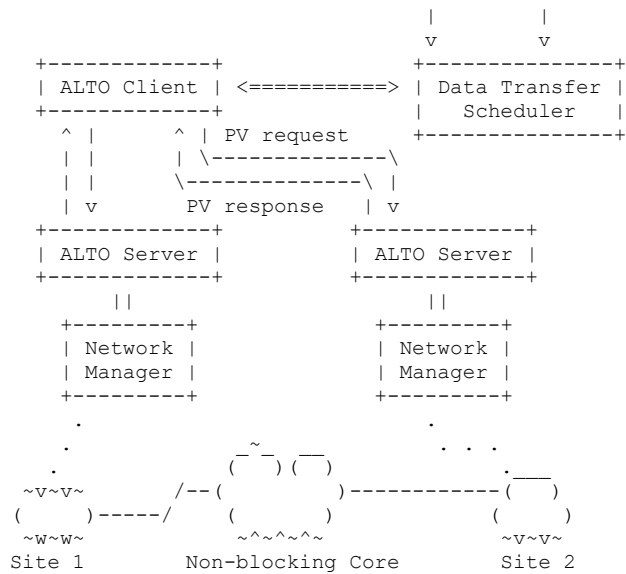 ALTO Client Data Transfer
Scheduler
PV request
PV response
ALTO Server ALTO Server
Network Network
Manager Manager
Site 1 Non-blocking Core Site 2